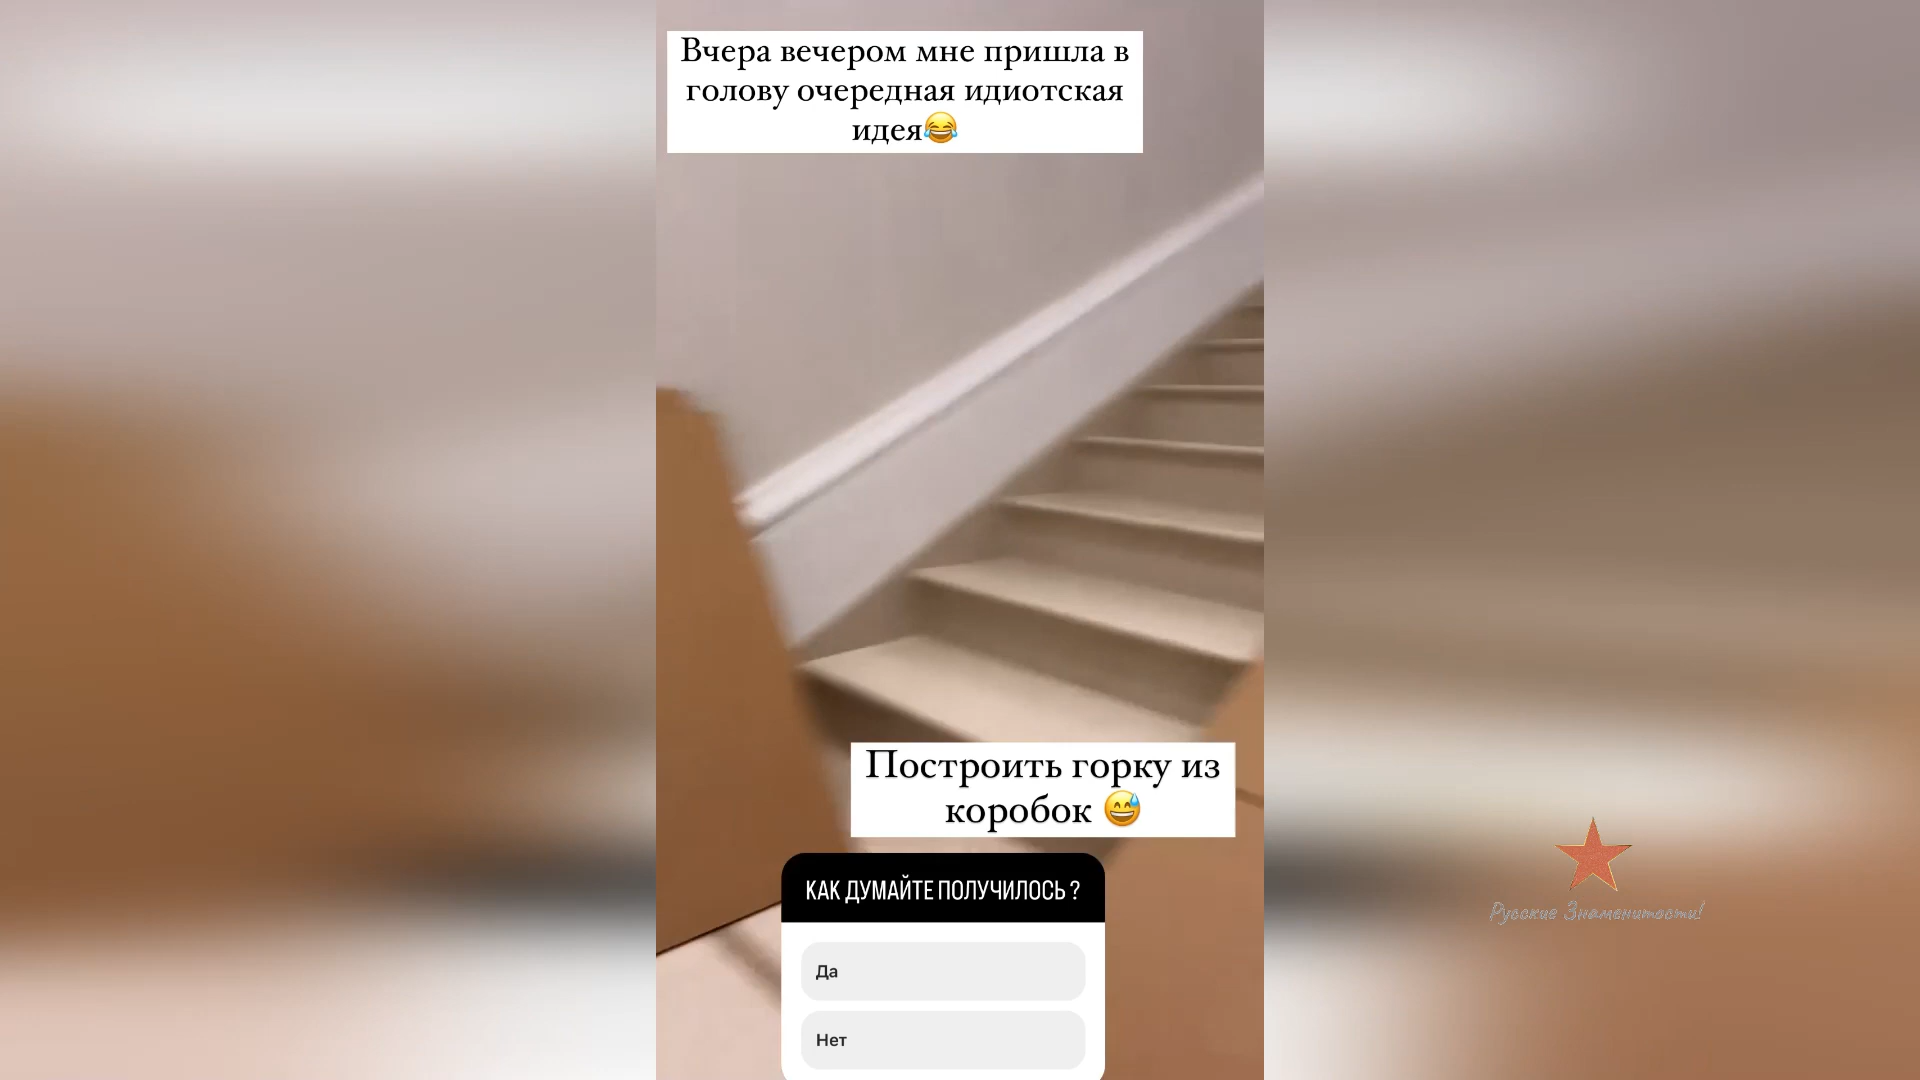 Вчера вечером мне пришла в
голову очередная идиотская
идея😂
Построить горку из
коробок 😅
КАК ДУМАЙТЕ ПОЛУЧИЛОСЬ ?
Да
Нет
Русские Знаменитости!